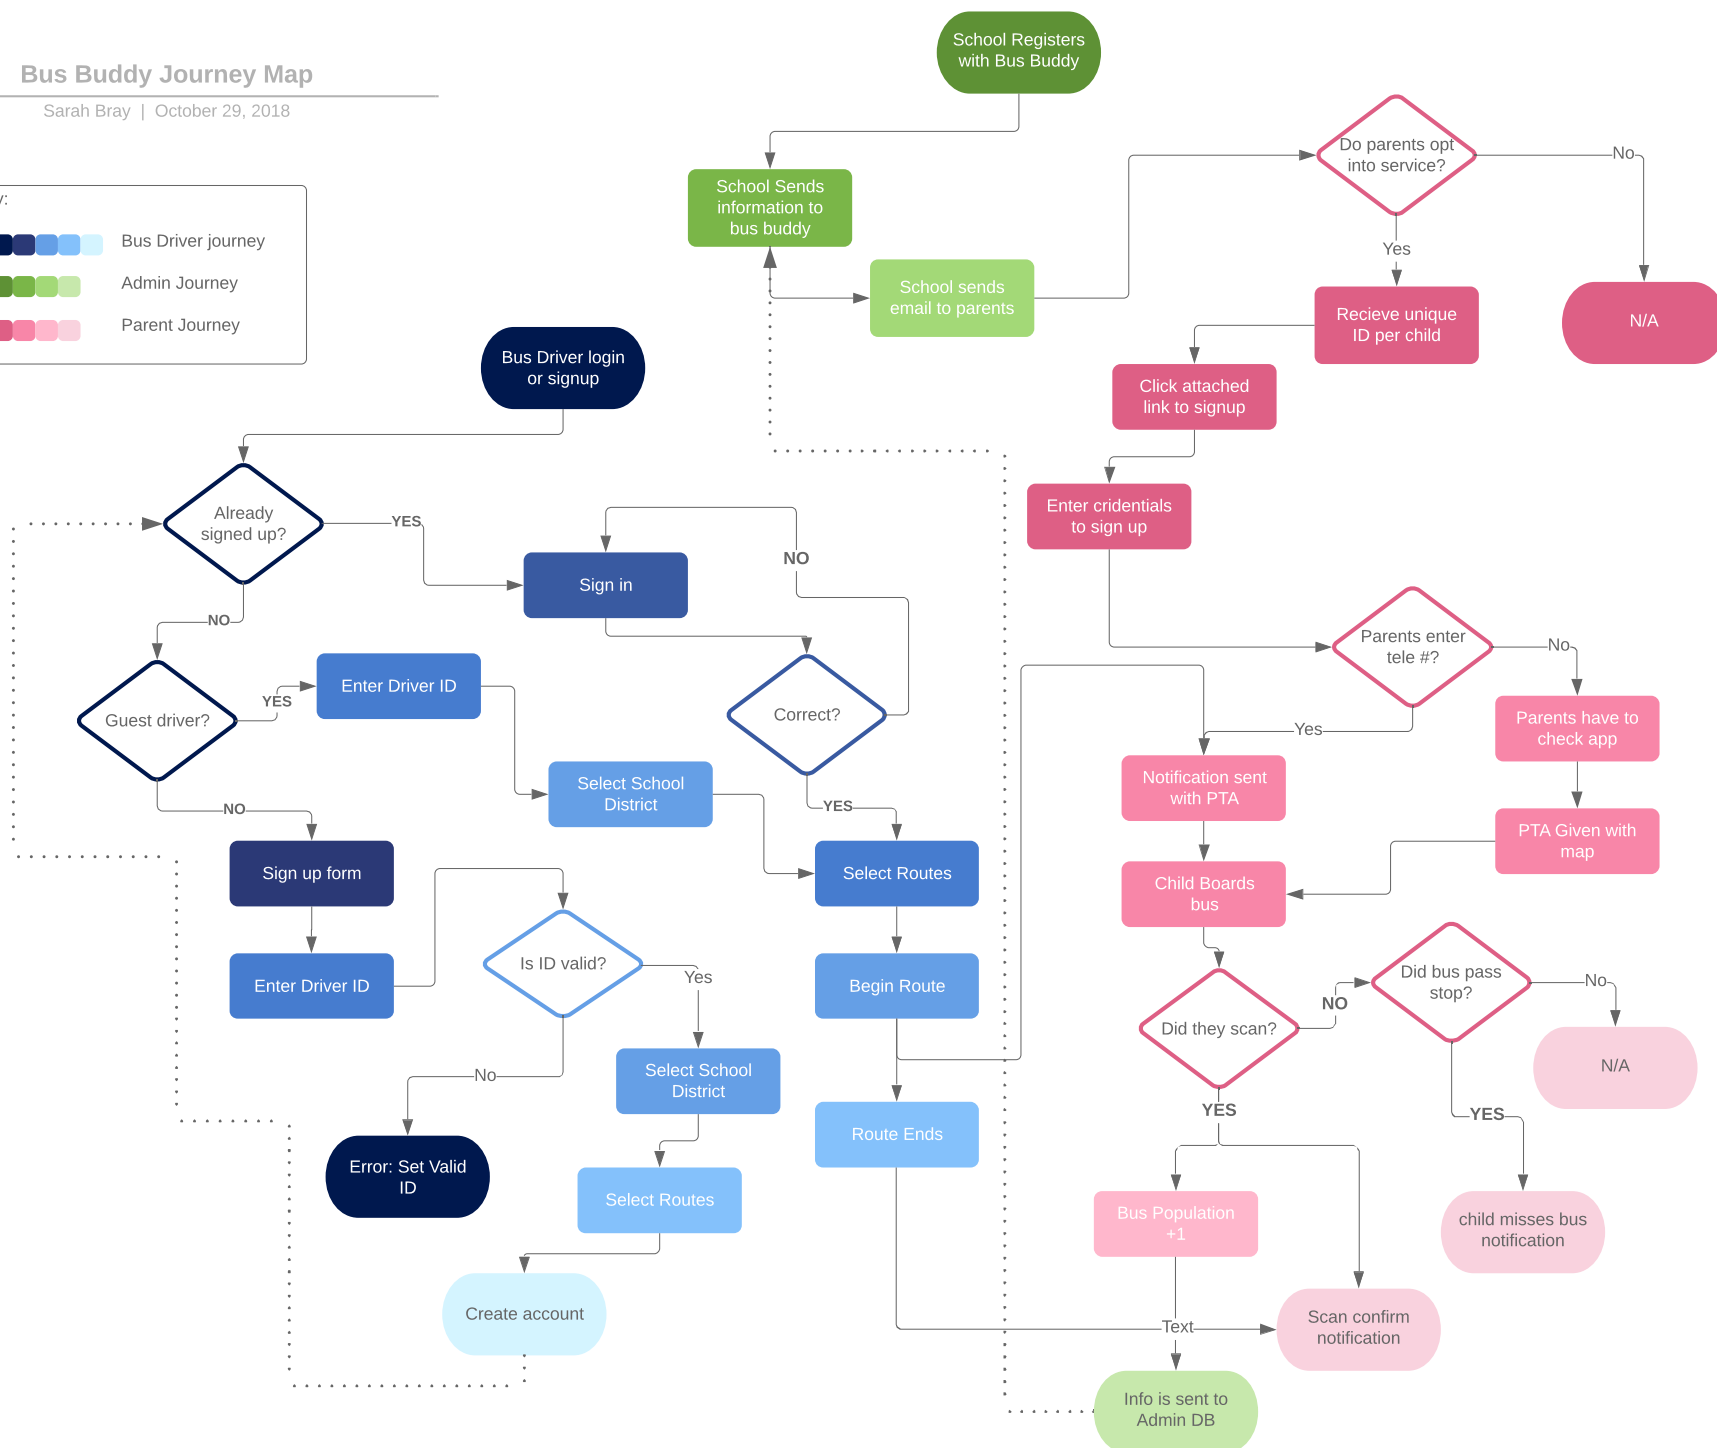 School Registers
with Bus Buddy
Bus Buddy Journey Map
Sarah Bray | October 29, 2018
Do parents opt
into service?
No
School Sends
information to
bus buddy
y:
Bus Driver journey
Admin Journey
Parent Journey
Yes
School sends
email to parents
Recieve unique
ID per child
N/A
Bus Driver login
or signup
Click attached
link to signup
Enter cridentials
to sign up
Already
signed up?
YES
NO
Sign in
NO
Parents enter
tele #?
No
Guest driver?
YES
Enter Driver ID
Correct?
Yes
Parents have to
check app
Select School
District
Notification sent
with PTA
NO
YES
PTA Given with
map
Sign up form
Select Routes
Child Boards
bus
Is ID valid?
Yes
Enter Driver ID
Begin Route
Did bus pass
stop?
No
Did they scan?
NO
N/A
No
Select School
District
YES
YES
Route Ends
Error: Set Valid
ID
Select Routes
Bus Population
+1
child misses bus
notification
Create account
Text
Scan confirm
notification
Info is sent to
Admin DB